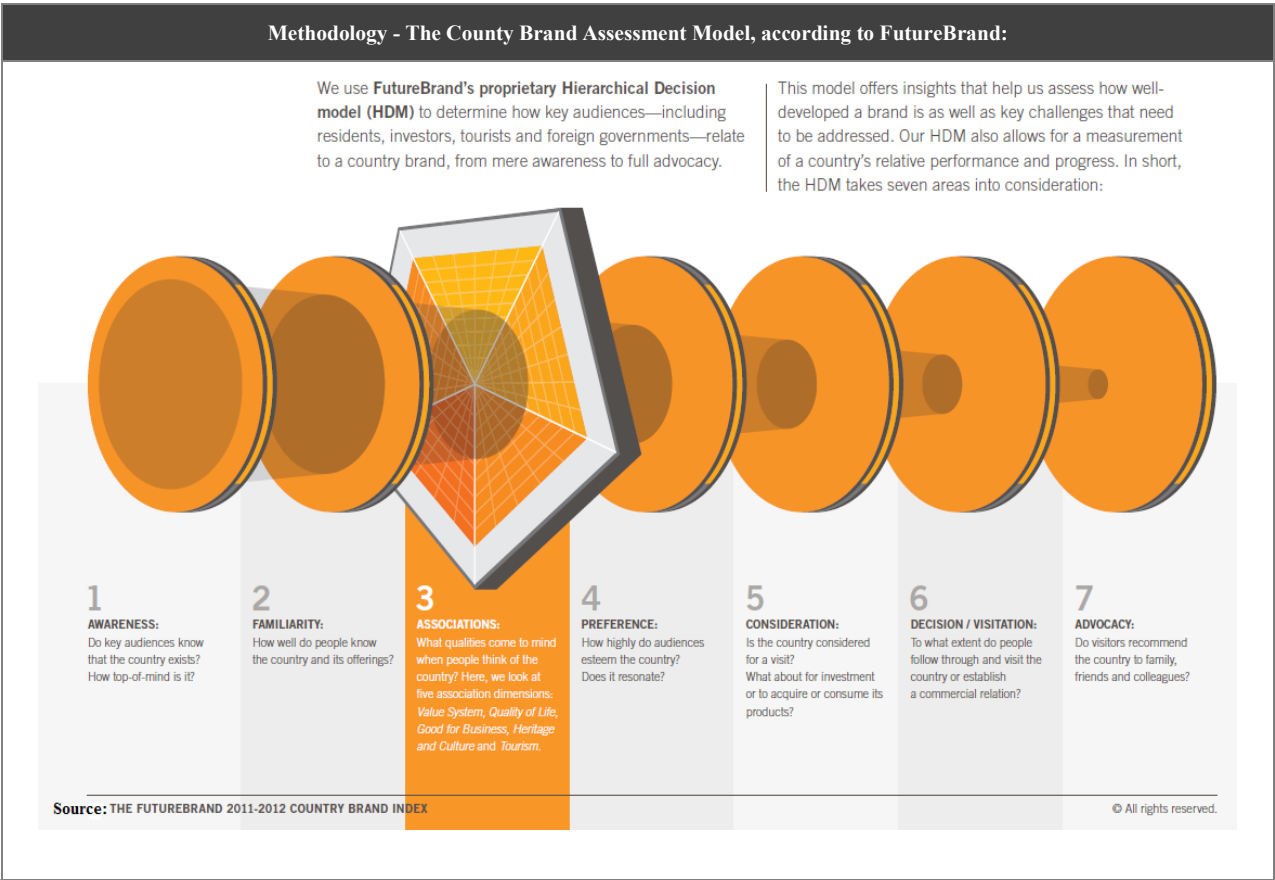 Methodology - The County Brand Assessment Model, according to FutureBrand:
We use FutureBrand's proprietary Hierarchical Decision
model (HDM) to determine how key audiences—including
residents, investors, tourists and foreign governments—relate
to a country brand, from mere awareness to full advocacy.
This model offers insights that help us assess how well-
developed a brand is as well as key challenges that need
to be addressed. Our HDM also allows for a measurement
of a country's relative performance and progress. In short,
the HDM takes seven areas into consideration:
1
AWARENESS:
Do key audiences know
that the country exists?
How top-of-mind is it?
2
FAMILIARITY:
How well do people know
the country and its offerings?
3
ASSOCIATIONS:
What qualities come to mind
when people think of the
country? Here, we look at
five association dimensions:
Value System, Quality of Life,
Good for Business, Heritage
and Culture and Tourism.
4
PREFERENCE:
How highly do audiences
esteem the country?
Does it resonate?
5
CONSIDERATION:
Is the country considered
for a visit?
What about for investment
or to acquire or consume its
products?
6
DECISION / VISITATION:
To what extent do people
follow through and visit the
country or establish
a commercial relation?
7
ADVOCACY:
Do visitors recommend
the country to family,
friends and colleagues?
Source: THE FUTUREBRAND 2011-2012 COUNTRY BRAND INDEX
© All rights reserved.